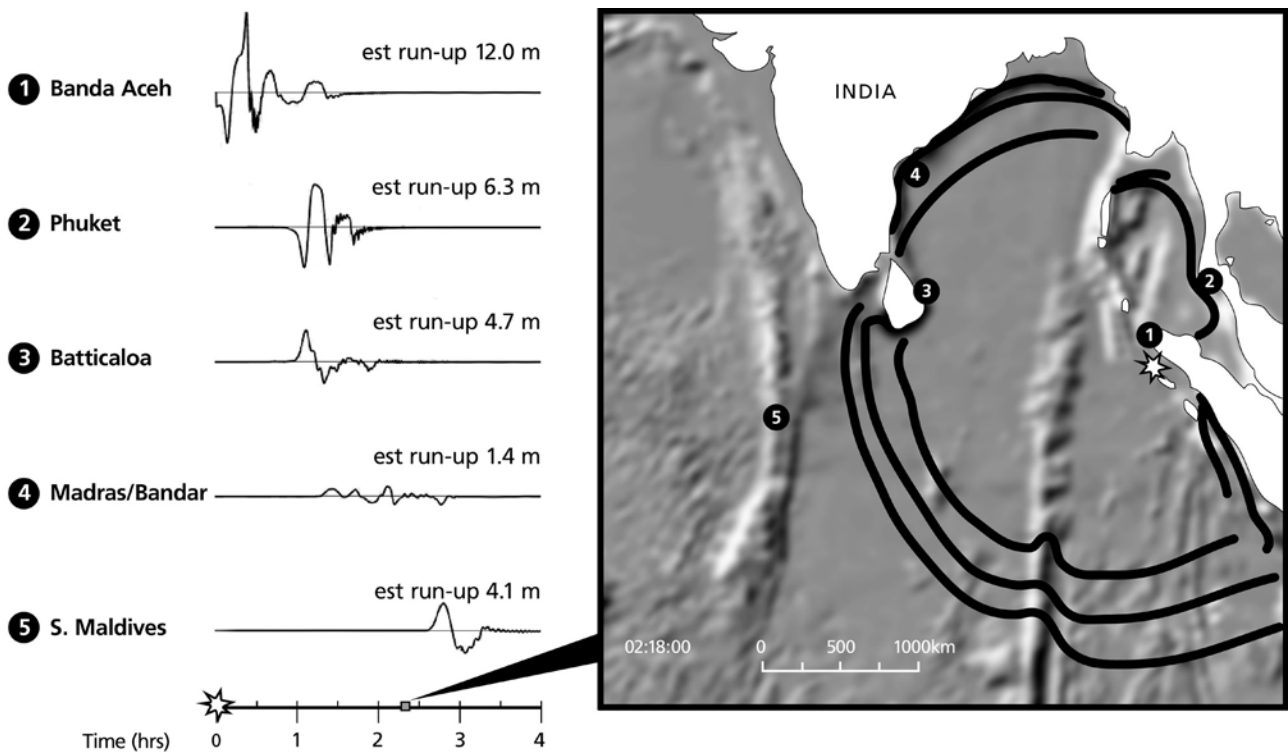 est run-up 12.0 m
1 Banda Aceh
est run-up 6.3 m
2 Phuket
est run-up 4.7 m
3 Batticaloa
est run-up 1.4 m
4 Madras/Bandar
est run-up 4.1 m
5 S. Maldives
Time (hrs) 0 1 2 3 4
INDIA
4
3
2
1
5
02:18:00 0 500 1000km